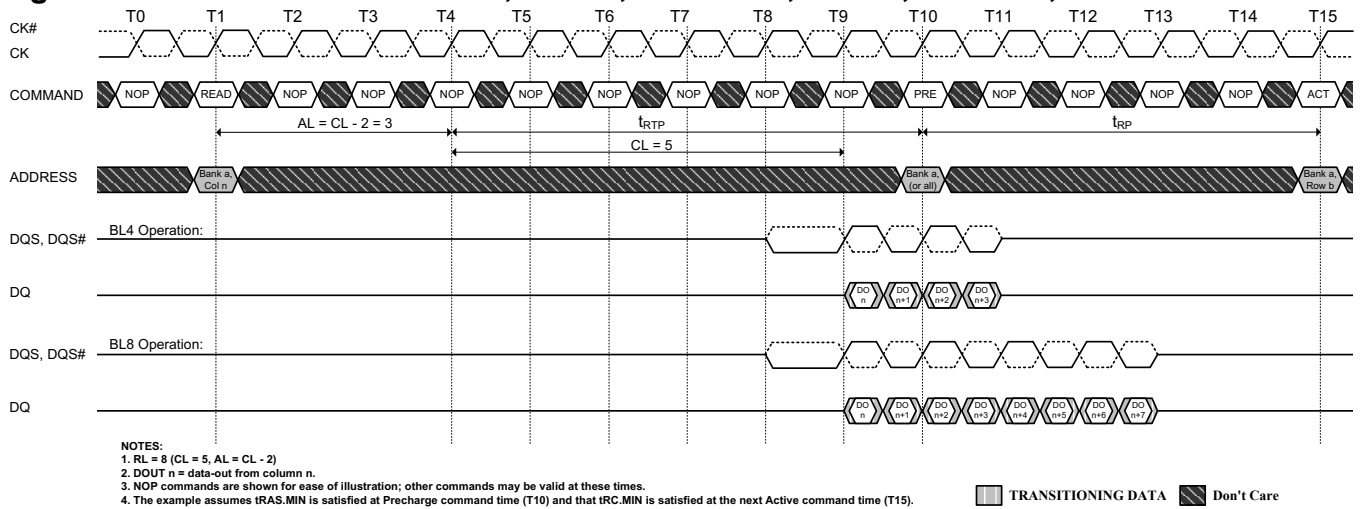 T0 T1 T2 T3 T4 T5 T6 T7 T8 T9 T10 T11 T12 T13 T14 T15
CK#
CK
COMMAND NOP READ NOP NOP NOP NOP NOP NOP NOP NOP PRE NOP NOP NOP NOP ACT
AL = CL - 2 = 3 tRTP tRP
CL = 5
ADDRESS Bank a, Col n Bank a, (or all) Bank a, Row b
BL4 Operation:
DQS, DQS#
DQ DO n DO n+1 DO n+2 DO n+3
BL8 Operation:
DQS, DQS#
DQ DO n DO n+1 DO n+2 DO n+3 DO n+4 DO n+5 DO n+6 DO n+7
NOTES:
1. RL = 8 (CL = 5, AL = CL - 2)
2. DOUT n = data-out from column n.
3. NOP commands are shown for ease of illustration; other commands may be valid at these times.
4. The example assumes tRAS.MIN is satisfied at Precharge command time (T10) and that tRC.MIN is satisfied at the next Active command time (T15).
TRANSITIONING DATA Don't Care